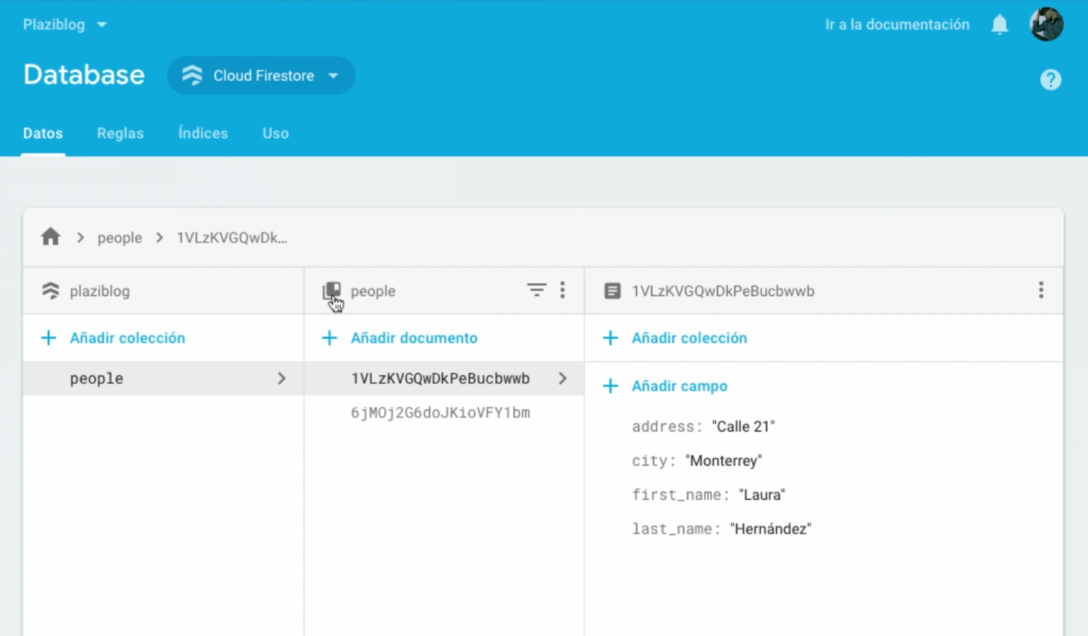 Plaziblog
Ir a la documentación
Database
Cloud Firestore
Datos
Reglas
Índices
Uso
people
1VLzKVGQwDk...
plaziblog
people
1VLzKVGQwDkPeBucbwwb
Añadir colección
Añadir documento
Añadir colección
people
1VLzKVGQwDkPeBucbwwb
6jMOj2G6doJKioVFY1bm
Añadir campo
address: "Calle 21"
city: "Monterrey"
first_name: "Laura"
last_name: "Hernández"